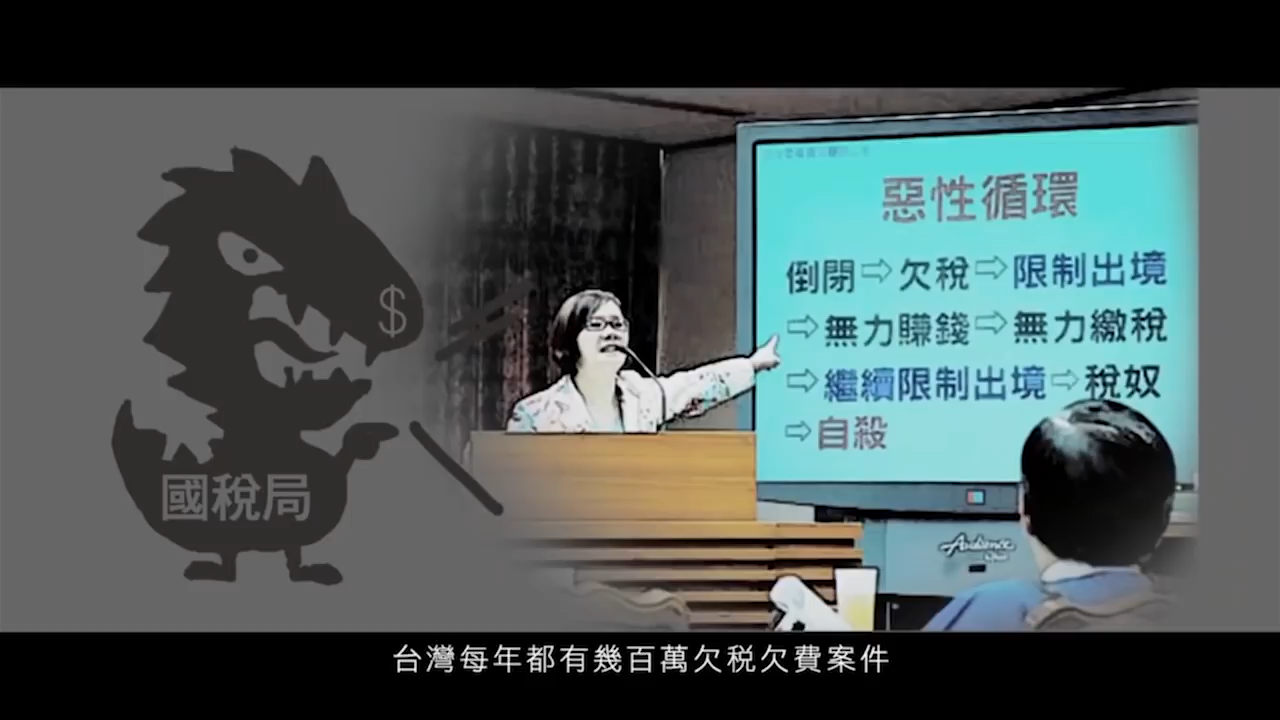 惡性循環
倒閉⇨欠稅⇨限制出境
⇨無力賺錢⇨無力繳稅
⇨繼續限制出境⇨稅奴
⇨自殺
$
國稅局
Audience
台灣每年都有幾百萬欠稅欠費案件